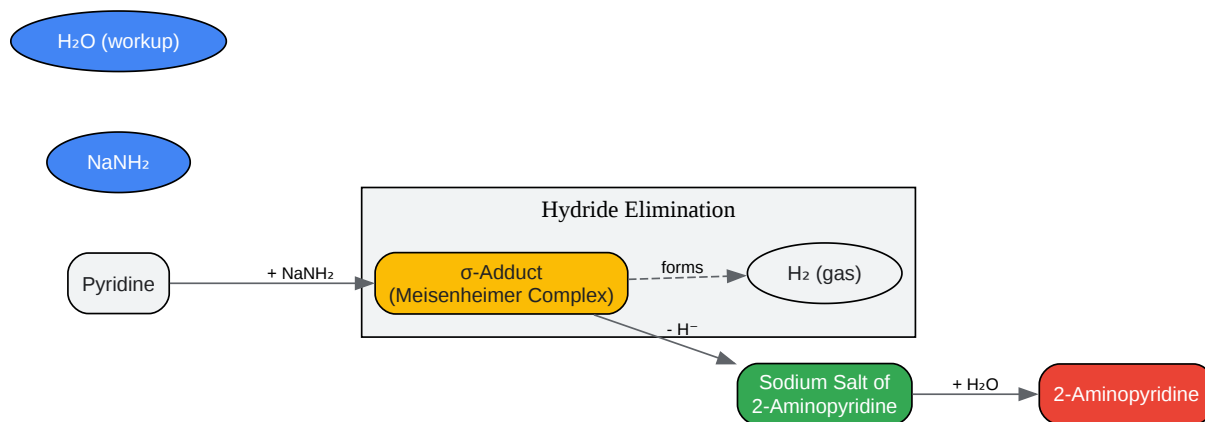 H₂O (workup)
NaNH₂
Hydride Elimination
Pyridine
+ NaNH₂
σ-Adduct
(Meisenheimer Complex)
forms
H₂ (gas)
- H⁻
Sodium Salt of
2-Aminopyridine
+ H₂O
2-Aminopyridine